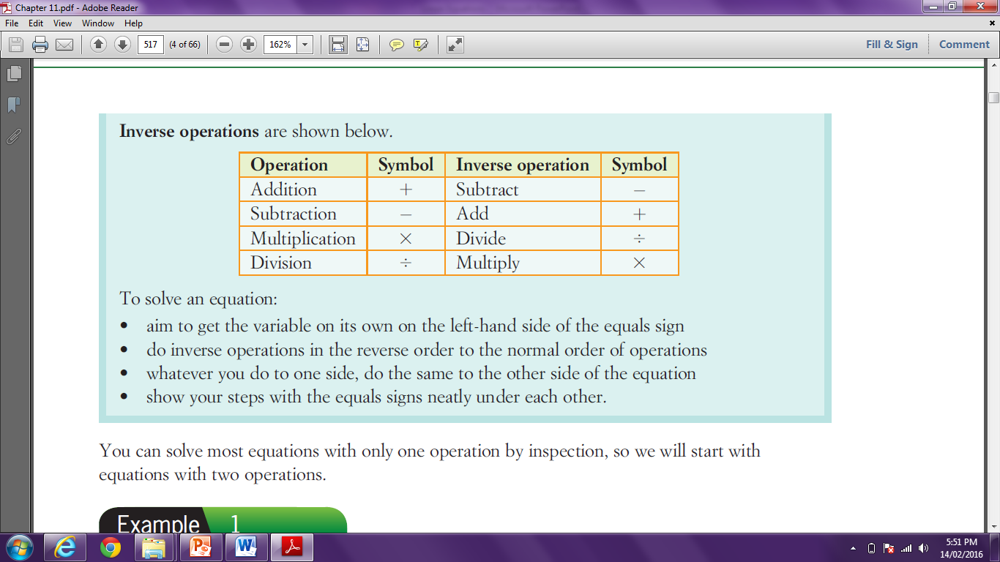 Chapter 11.pdf - Adobe Reader
File Edit View Window Help
517 (4 of 66) 162% Fill & Sign Comment
Inverse operations are shown below.
Operation Symbol Inverse operation Symbol
Addition + Subtract −
Subtraction − Add +
Multiplication × Divide ÷
Division ÷ Multiply ×
To solve an equation:
• aim to get the variable on its own on the left-hand side of the equals sign
• do inverse operations in the reverse order to the normal order of operations
• whatever you do to one side, do the same to the other side of the equation
• show your steps with the equals signs neatly under each other.
You can solve most equations with only one operation by inspection, so we will start with
equations with two operations.
Example 1
5:51 PM
14/02/2016